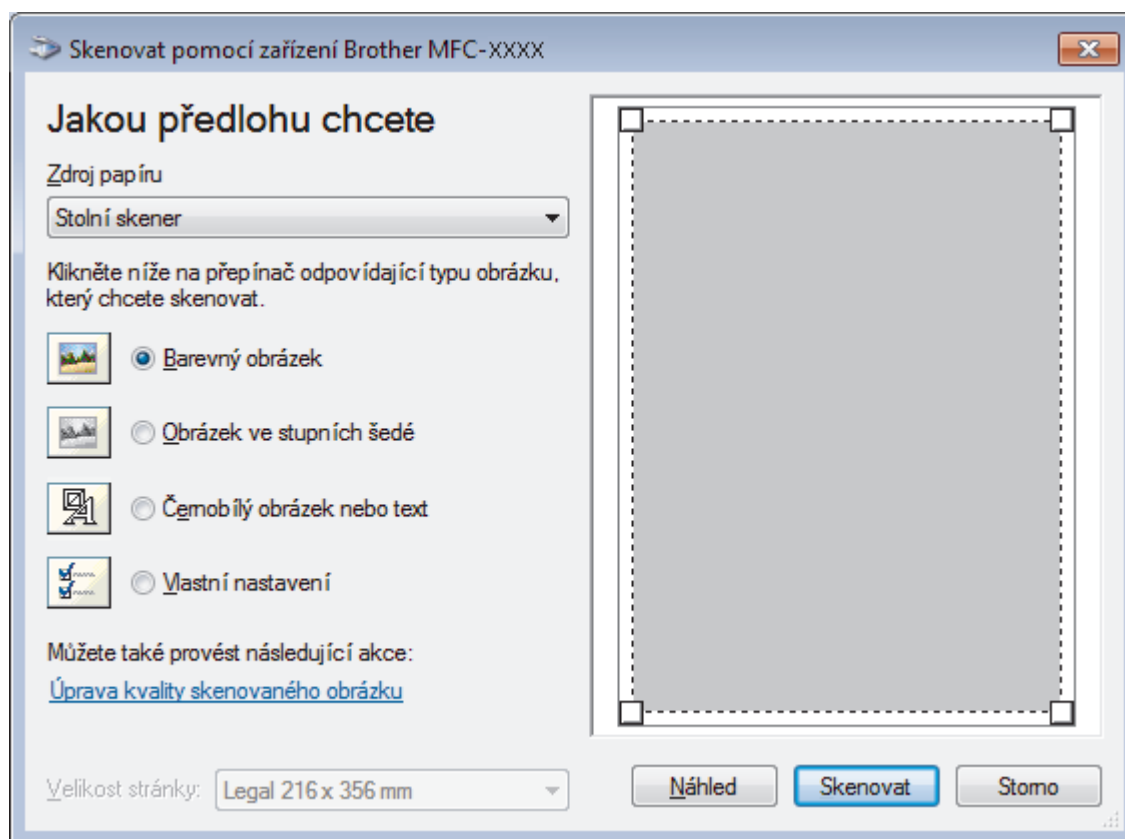 Skenovat pomocí zařízení Brother MFC-XXXX
Jakou předlohu chcete
Zdroj papíru
Stolní skener
Klikněte níže na přepínač odpovídající typu obrázku,
který chcete skenovat.
Barevný obrázek
Obrázek ve stupních šedé
Černobílý obrázek nebo text
Vlastní nastavení
Můžete také provést následující akce:
Úprava kvality skenovaného obrázku
Velikost stránky: Legal 216 x 356 mm
Náhled Skenovat Storno